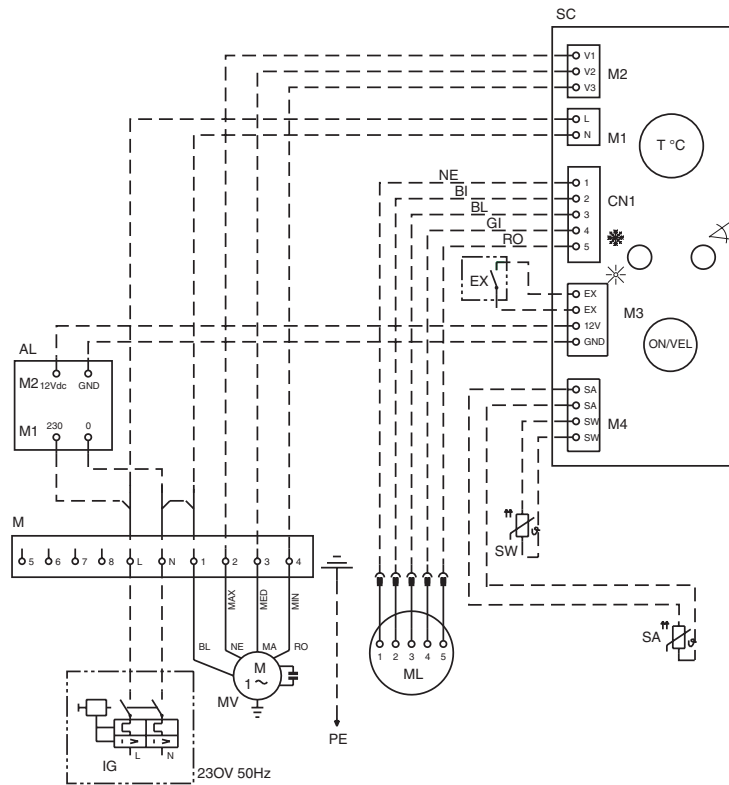 SC
V1
V2
V3
M2
L
N
M1
T °C
NE
BI
BL
GI
RO
1
2
3
4
5
CN1
EX
EX
EX
12V
GND
M3
ON/VEL
AL
M2 12Vdc GND
M1 230 0
SA
SA
SW
SW
M4
SW
M
5 6 7 8 L N 1 2 3 4
MAX MED MIN
BL NE MA RO
M
1 ~
MV
1 2 3 4 5
ML
SA
PE
IG
L N
230V 50Hz